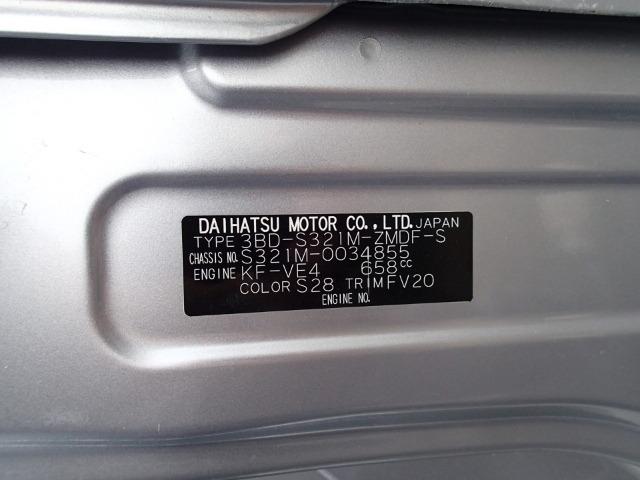 DAIHATSU MOTOR CO.,LTD. JAPAN
TYPE 3BD-S321M-ZMDF-S
CHASSIS NO. S321M-0034855
ENGINE KF-VE4 658cc
COLOR S28 TRIM FV20
ENGINE NO.